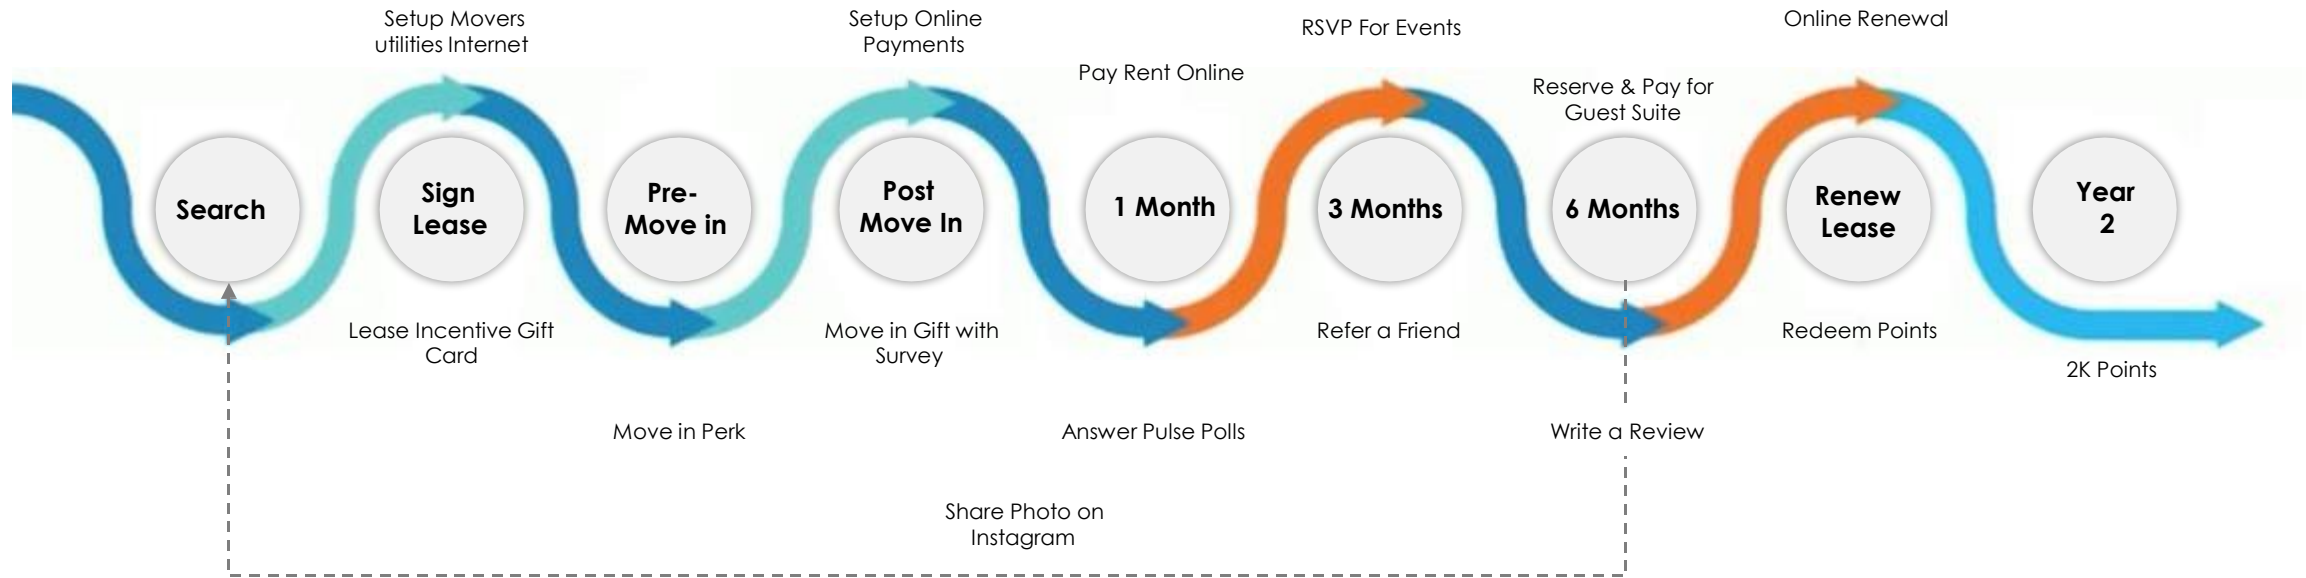 Setup Movers
utilities Internet
Setup Online
Payments
RSVP For Events
Online Renewal
Pay Rent Online
Reserve & Pay for
Guest Suite
Search
Sign
Lease
Pre-
Move in
Post
Move In
1 Month
3 Months
6 Months
Renew
Lease
Year
2
Lease Incentive Gift
Card
Move in Gift with
Survey
Refer a Friend
Redeem Points
2K Points
Move in Perk
Answer Pulse Polls
Write a Review
Share Photo on
Instagram